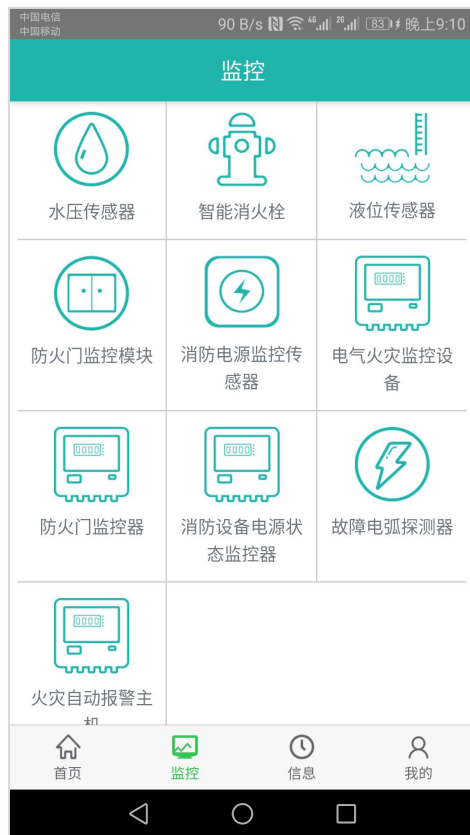 中国电信
中国移动
90 B/s 4G 2G 83 晚上9:10
监控
水压传感器 智能消火栓 液位传感器
防火门监控模块 消防电源监控传 电气火灾监控设
感器 备
防火门监控器 消防设备电源状 故障电弧探测器
态监控器
火灾自动报警主
机
首页 监控 信息 我的